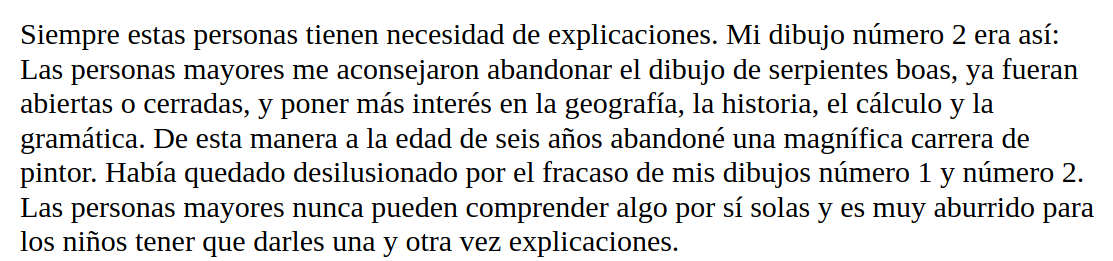 Siempre estas personas tienen necesidad de explicaciones. Mi dibujo número 2 era así:
Las personas mayores me aconsejaron abandonar el dibujo de serpientes boas, ya fueran
abiertas o cerradas, y poner más interés en la geografía, la historia, el cálculo y la
gramática. De esta manera a la edad de seis años abandoné una magnífica carrera de
pintor. Había quedado desilusionado por el fracaso de mis dibujos número 1 y número 2.
Las personas mayores nunca pueden comprender algo por sí solas y es muy aburrido para
los niños tener que darles una y otra vez explicaciones.